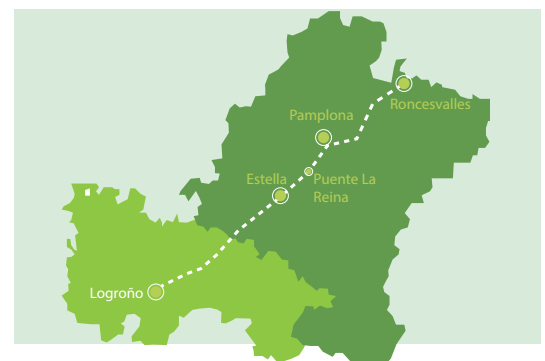 Roncesvalles
Pamplona
Estella
Puente La
Reina
Logroño